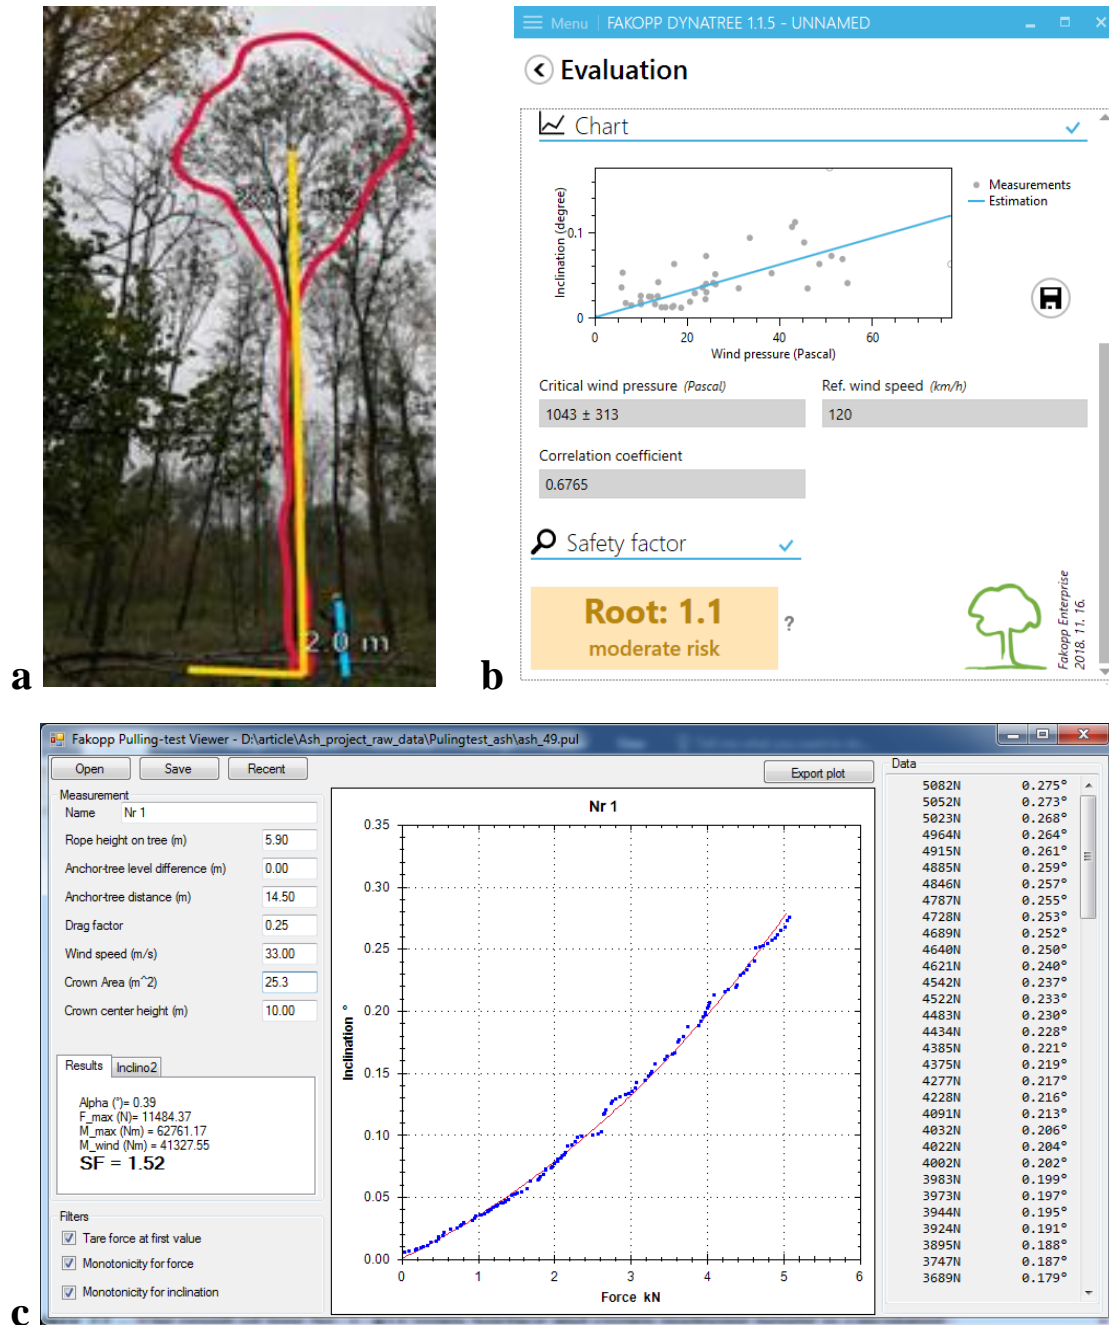 2.0 m
a
Menu | FAKOPP DYNATREE 1.1.5 - UNNAMED
Evaluation
Chart
Inclination (degree)
0.1
0
0 20 40 60
Wind pressure (Pascal)
Measurements
Estimation
Critical wind pressure (Pascal)
Ref. wind speed (km/h)
1043 ± 313
120
Correlation coefficient
0.6765
Safety factor
Root: 1.1
moderate risk
?
Fakopp Enterprise
2018. 11. 16.
b
Fakopp Pulling-test Viewer - D:\article\Ash_project_raw_data\Pulingtest_ash\ash_49.pul
Open Save Recent
Export plot
Measurement
Name Nr 1
Rope height on tree (m) 5.90
Anchor-tree level difference (m) 0.00
Anchor-tree distance (m) 14.50
Drag factor 0.25
Wind speed (m/s) 33.00
Crown Area (m^2) 25.3
Crown center height (m) 10.00
Results Inclino2
Alpha (°)= 0.39
F_max (N)= 11484.37
M_max (Nm) = 62761.17
M_wind (Nm) = 41327.55
SF = 1.52
Filters
Tare force at first value
Monotonicity for force
Monotonicity for inclination
Nr 1
Inclination °
0.35
0.30
0.25
0.20
0.15
0.10
0.05
0.00
0 1 2 3 4 5 6
Force kN
Data
5082N 0.275°
5052N 0.273°
5023N 0.268°
4964N 0.264°
4915N 0.261°
4885N 0.259°
4846N 0.257°
4787N 0.255°
4728N 0.253°
4689N 0.252°
4640N 0.250°
4621N 0.240°
4542N 0.237°
4522N 0.233°
4483N 0.230°
4434N 0.228°
4385N 0.221°
4375N 0.219°
4277N 0.217°
4228N 0.216°
4091N 0.213°
4032N 0.206°
4022N 0.204°
4002N 0.202°
3983N 0.199°
3973N 0.197°
3944N 0.195°
3924N 0.191°
3895N 0.188°
3747N 0.187°
3689N 0.179°
c